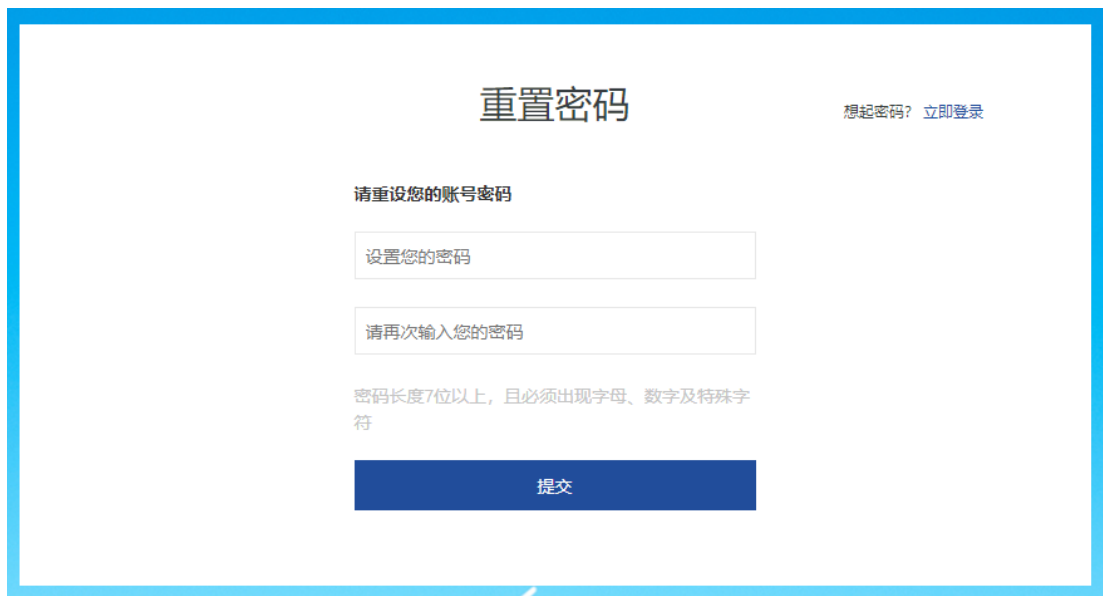 重置密码
想起密码? 立即登录
请重设您的账号密码
设置您的密码
请再次输入您的密码
密码长度7位以上，且必须出现字母、数字及特殊字
符
提交